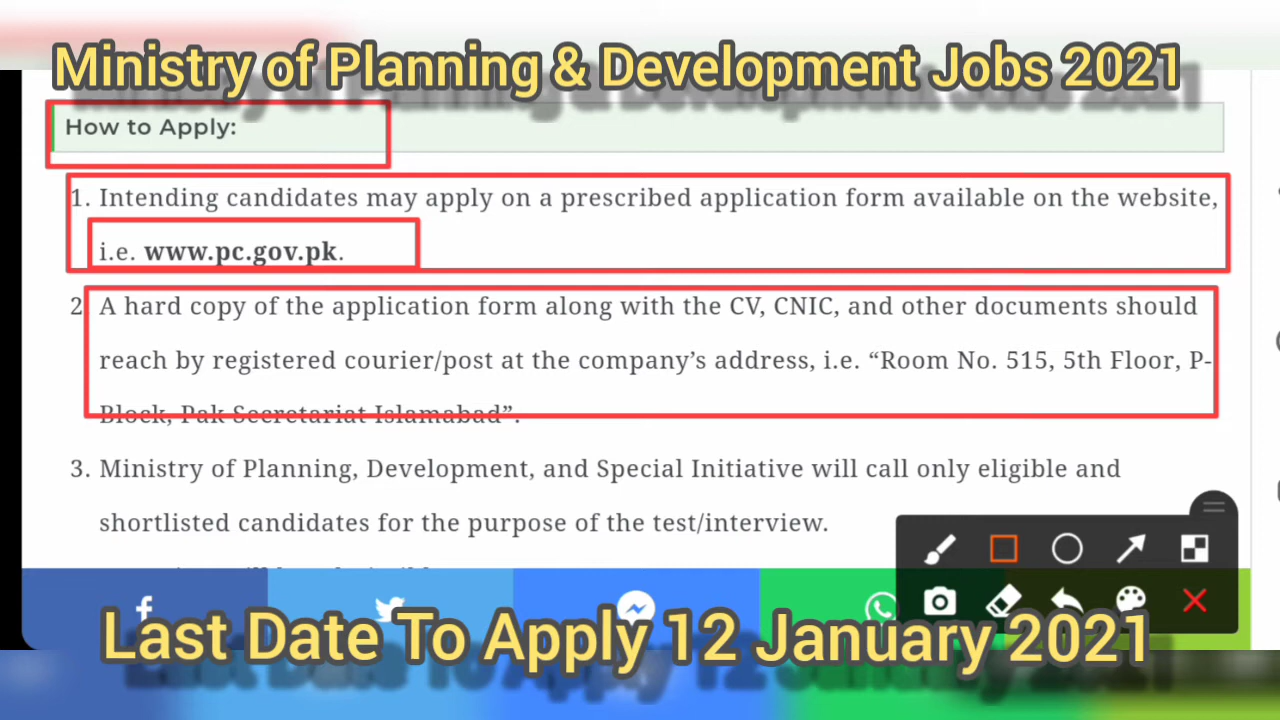 Ministry of Planning & Development Jobs 2021
How to Apply:
1. Intending candidates may apply on a prescribed application form available on the website,
i.e. www.pc.gov.pk.
2. A hard copy of the application form along with the CV, CNIC, and other documents should
reach by registered courier/post at the company's address, i.e. “Room No. 515, 5th Floor, P-
Block, Pak Secretariat Islamabad”.
3. Ministry of Planning, Development, and Special Initiative will call only eligible and
shortlisted candidates for the purpose of the test/interview.
Last Date To Apply 12 January 2021